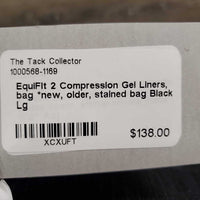 The Tack Collector
1000568-1169
EquiFit 2 Compression Gel Liners,
bag *new, older, stained bag Black
Lg
XCXUFT
$138.00